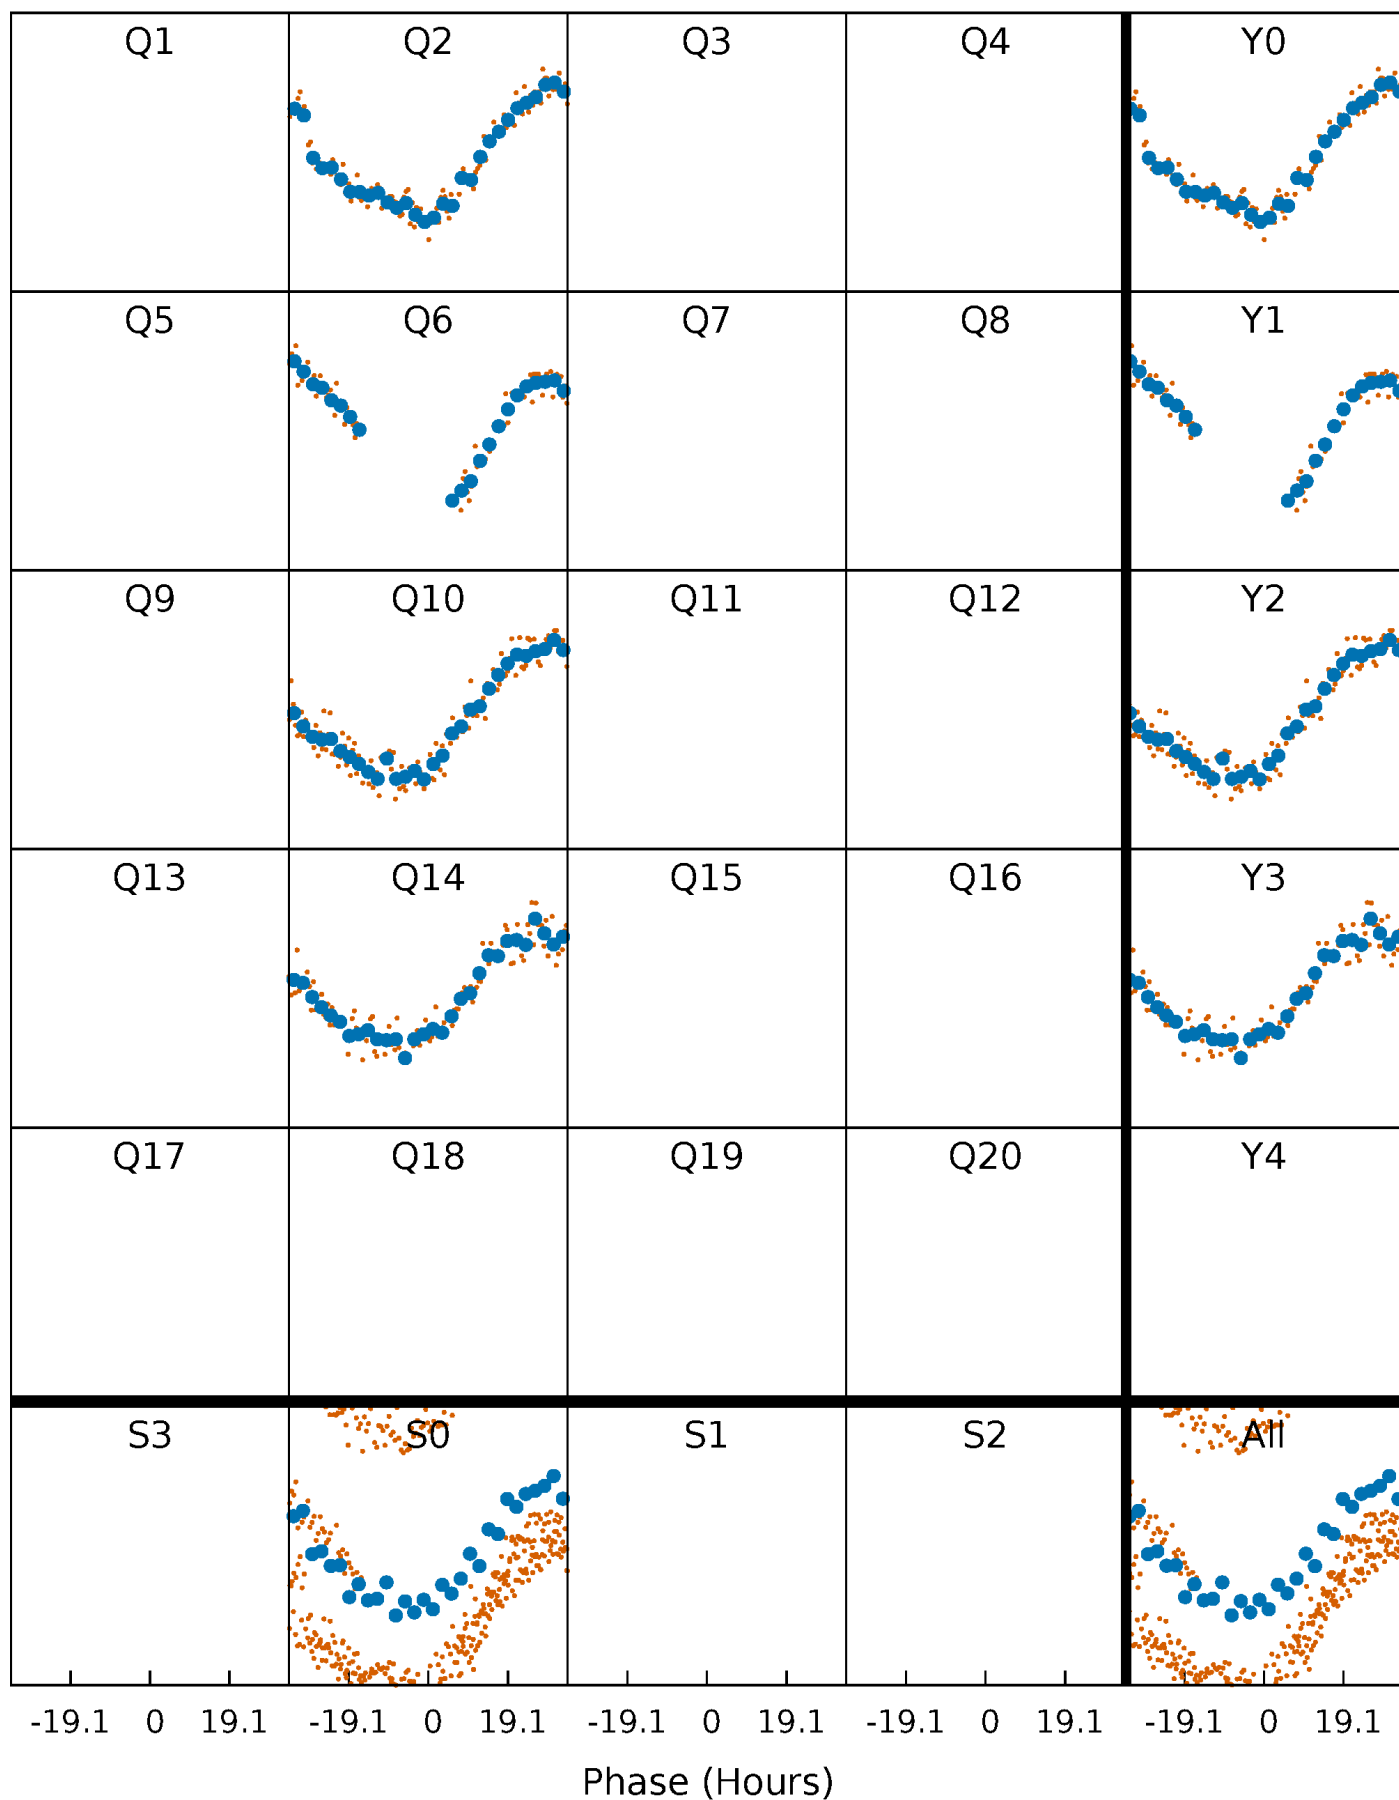 Q1 Q2 Q3 Q4 Y0
Q5 Q6 Q7 Q8 Y1
Q9 Q10 Q11 Q12 Y2
Q13 Q14 Q15 Q16 Y3
Q17 Q18 Q19 Q20 Y4
S3 S0 S1 S2 All
-19.1 0 19.1 -19.1 0 19.1 -19.1 0 19.1 -19.1 0 19.1 -19.1 0 19.1
Phase (Hours)